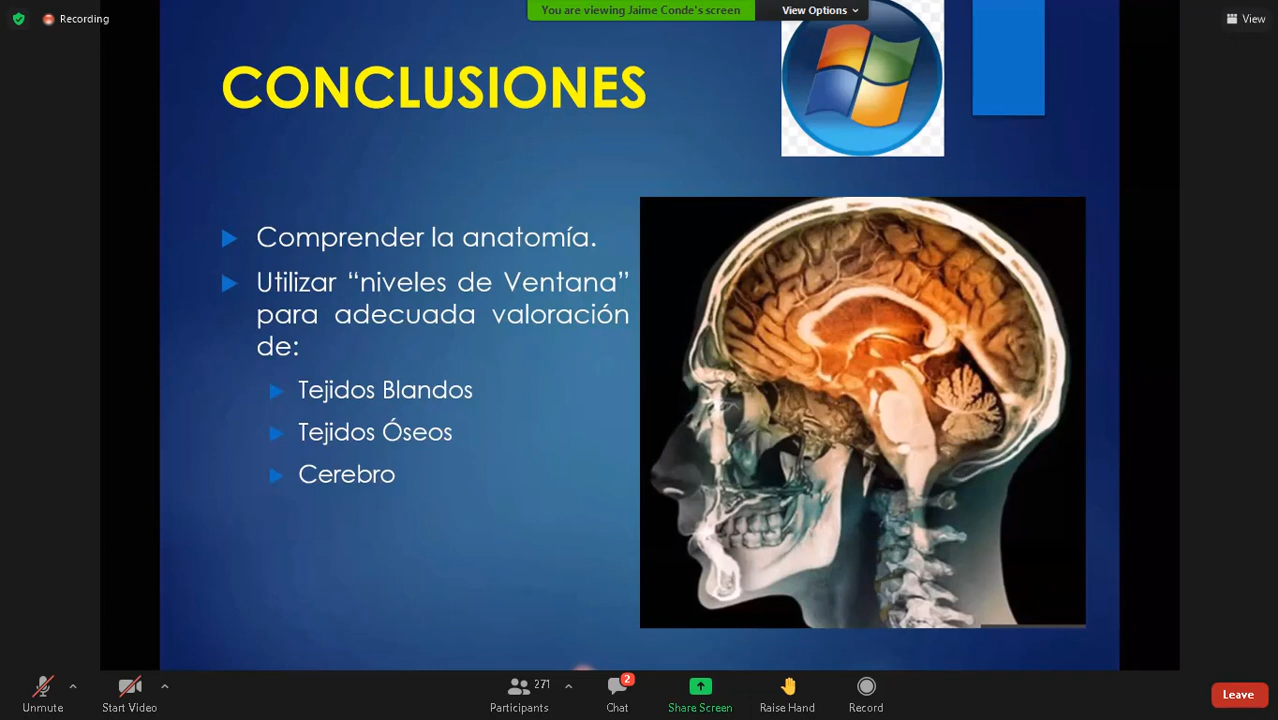 Recording
You are viewing Jaime Conde's screen
View Options
View
CONCLUSIONES
Comprender la anatomía.
Utilizar “niveles de Ventana”
para adecuada valoración
de:
Tejidos Blandos
Tejidos Óseos
Cerebro
Unmute
Start Video
271
Participants
2
Chat
Share Screen
Raise Hand
Record
Leave